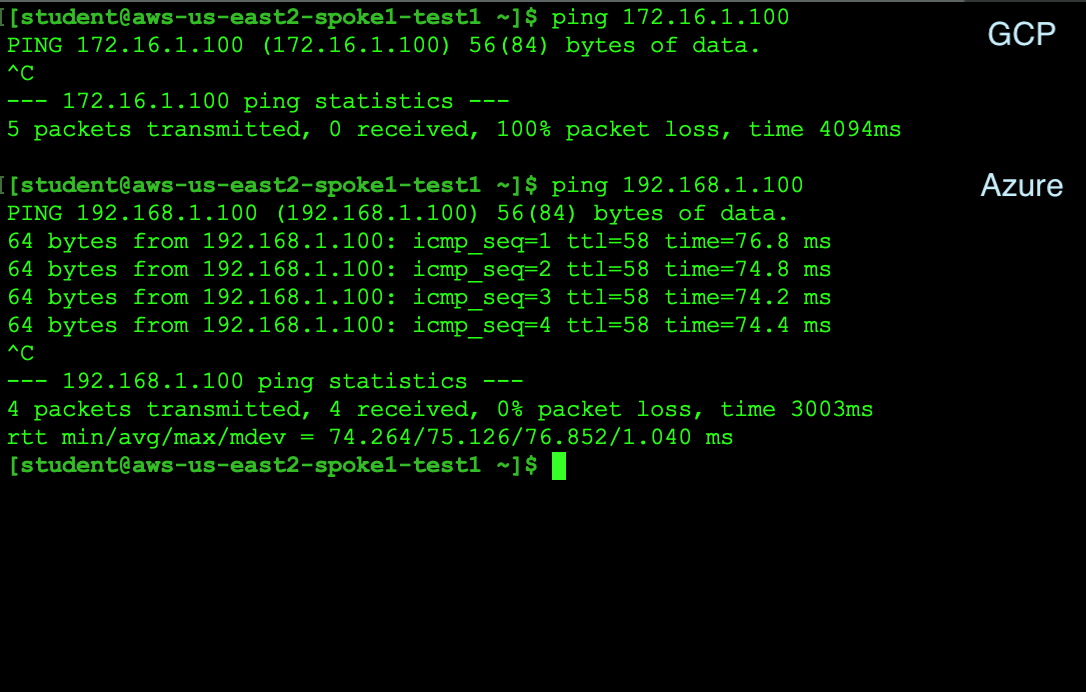 [[student@aws-us-east2-spoke1-test1 ~]$ ping 172.16.1.100
GCP
PING 172.16.1.100 (172.16.1.100) 56(84) bytes of data.
^C
--- 172.16.1.100 ping statistics ---
5 packets transmitted, 0 received, 100% packet loss, time 4094ms
[[student@aws-us-east2-spoke1-test1 ~]$ ping 192.168.1.100
Azure
PING 192.168.1.100 (192.168.1.100) 56(84) bytes of data.
64 bytes from 192.168.1.100: icmp_seq=1 ttl=58 time=76.8 ms
64 bytes from 192.168.1.100: icmp_seq=2 ttl=58 time=74.8 ms
64 bytes from 192.168.1.100: icmp_seq=3 ttl=58 time=74.2 ms
64 bytes from 192.168.1.100: icmp_seq=4 ttl=58 time=74.4 ms
^C
--- 192.168.1.100 ping statistics ---
4 packets transmitted, 4 received, 0% packet loss, time 3003ms
rtt min/avg/max/mdev = 74.264/75.126/76.852/1.040 ms
[student@aws-us-east2-spoke1-test1 ~]$